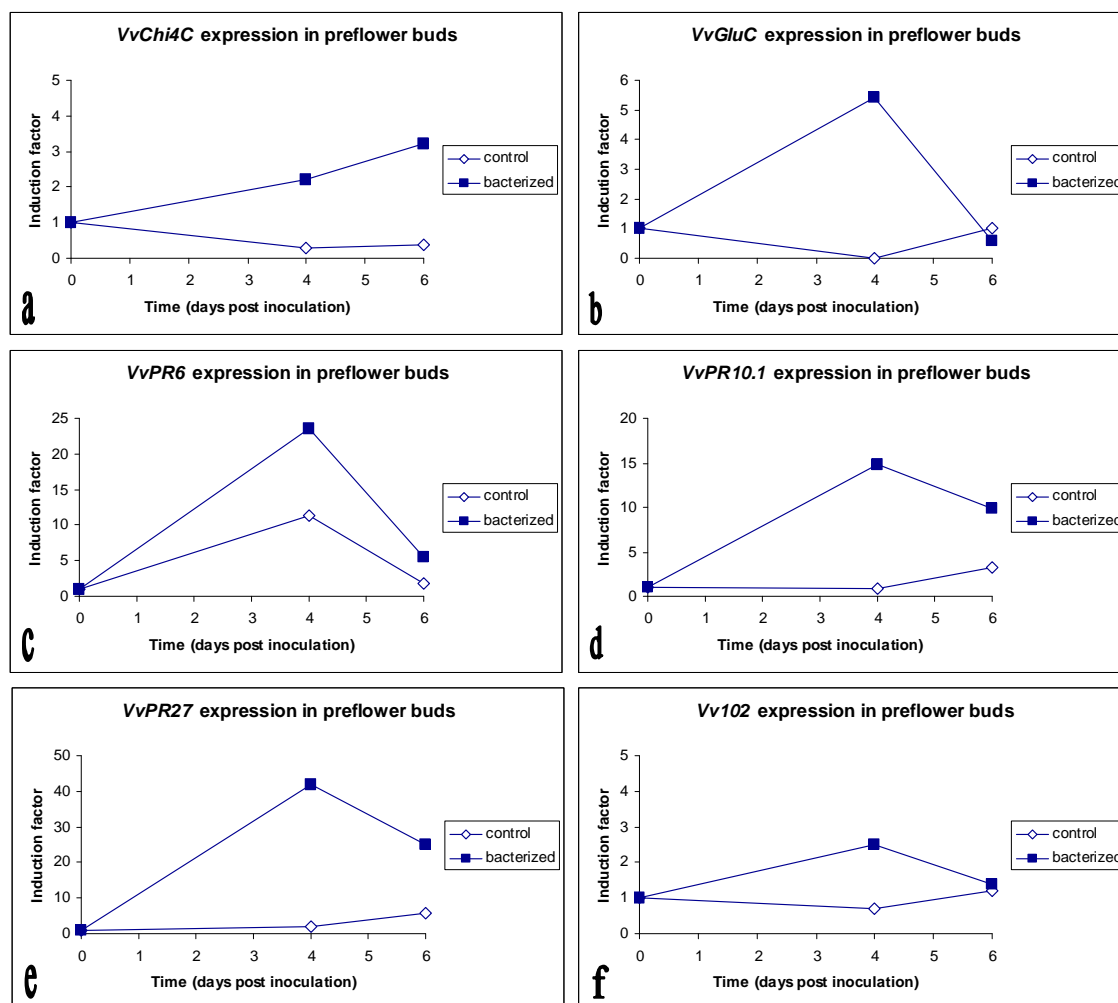 VvChi4C expression in preflower buds
5
4
3
2
1
0
0 1 2 3 4 5 6
Induction factor
Time (days post inoculation)
control
bacterized
a
VvGluC expression in preflower buds
6
5
4
3
2
1
0
0 1 2 3 4 5 6
Indcution factor
Time (days post inoculation)
control
bacterized
b
VvPR6 expression in preflower buds
25
20
15
10
5
0
0 1 2 3 4 5 6
Induction factor
Time (days post inoculation)
control
bacterized
c
VvPR10.1 expression in preflower buds
20
15
10
5
0
0 1 2 3 4 5 6
Induction factor
Time (days post inoculation)
control
bacterized
d
VvPR27 expression in preflower buds
50
40
30
20
10
0
0 1 2 3 4 5 6
Induction factor
Time (days post inoculation)
control
bacterized
e
Vv102 expression in preflower buds
5
4
3
2
1
0
0 1 2 3 4 5 6
Induction factor
Time (days post inoculation)
control
bacterized
f